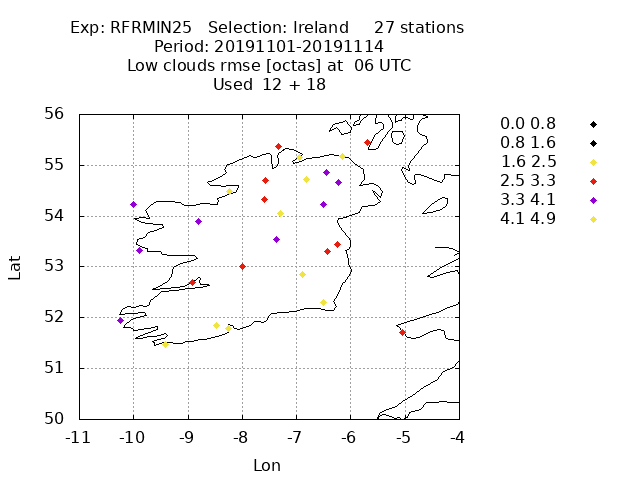 Exp: RFRMIN25 Selection: Ireland 27 stations
Period: 20191101-20191114
Low clouds rmse [octas] at 06 UTC
Used 12 + 18
56
55
54
53
52
51
50
-11 -10 -9 -8 -7 -6 -5 -4
Lat
Lon
0.0 0.8
0.8 1.6
1.6 2.5
2.5 3.3
3.3 4.1
4.1 4.9